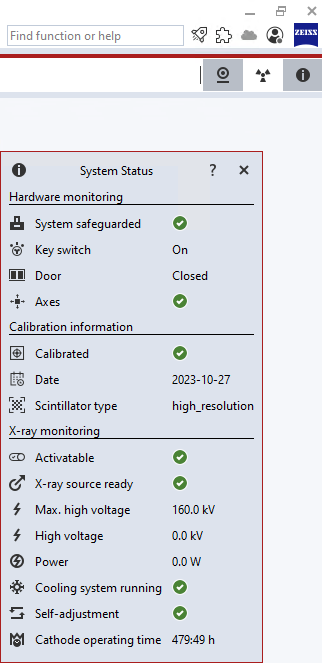 Find function or help
ZEISS
System Status ?
Hardware monitoring
System safeguarded
Key switch On
Door Closed
Axes
Calibration information
Calibrated
Date 2023-10-27
Scintillator type high_resolution
X-ray monitoring
Activatable
X-ray source ready
Max. high voltage 160.0 kV
High voltage 0.0 kV
Power 0.0 W
Cooling system running
Self-adjustment
Cathode operating time 479:49 h